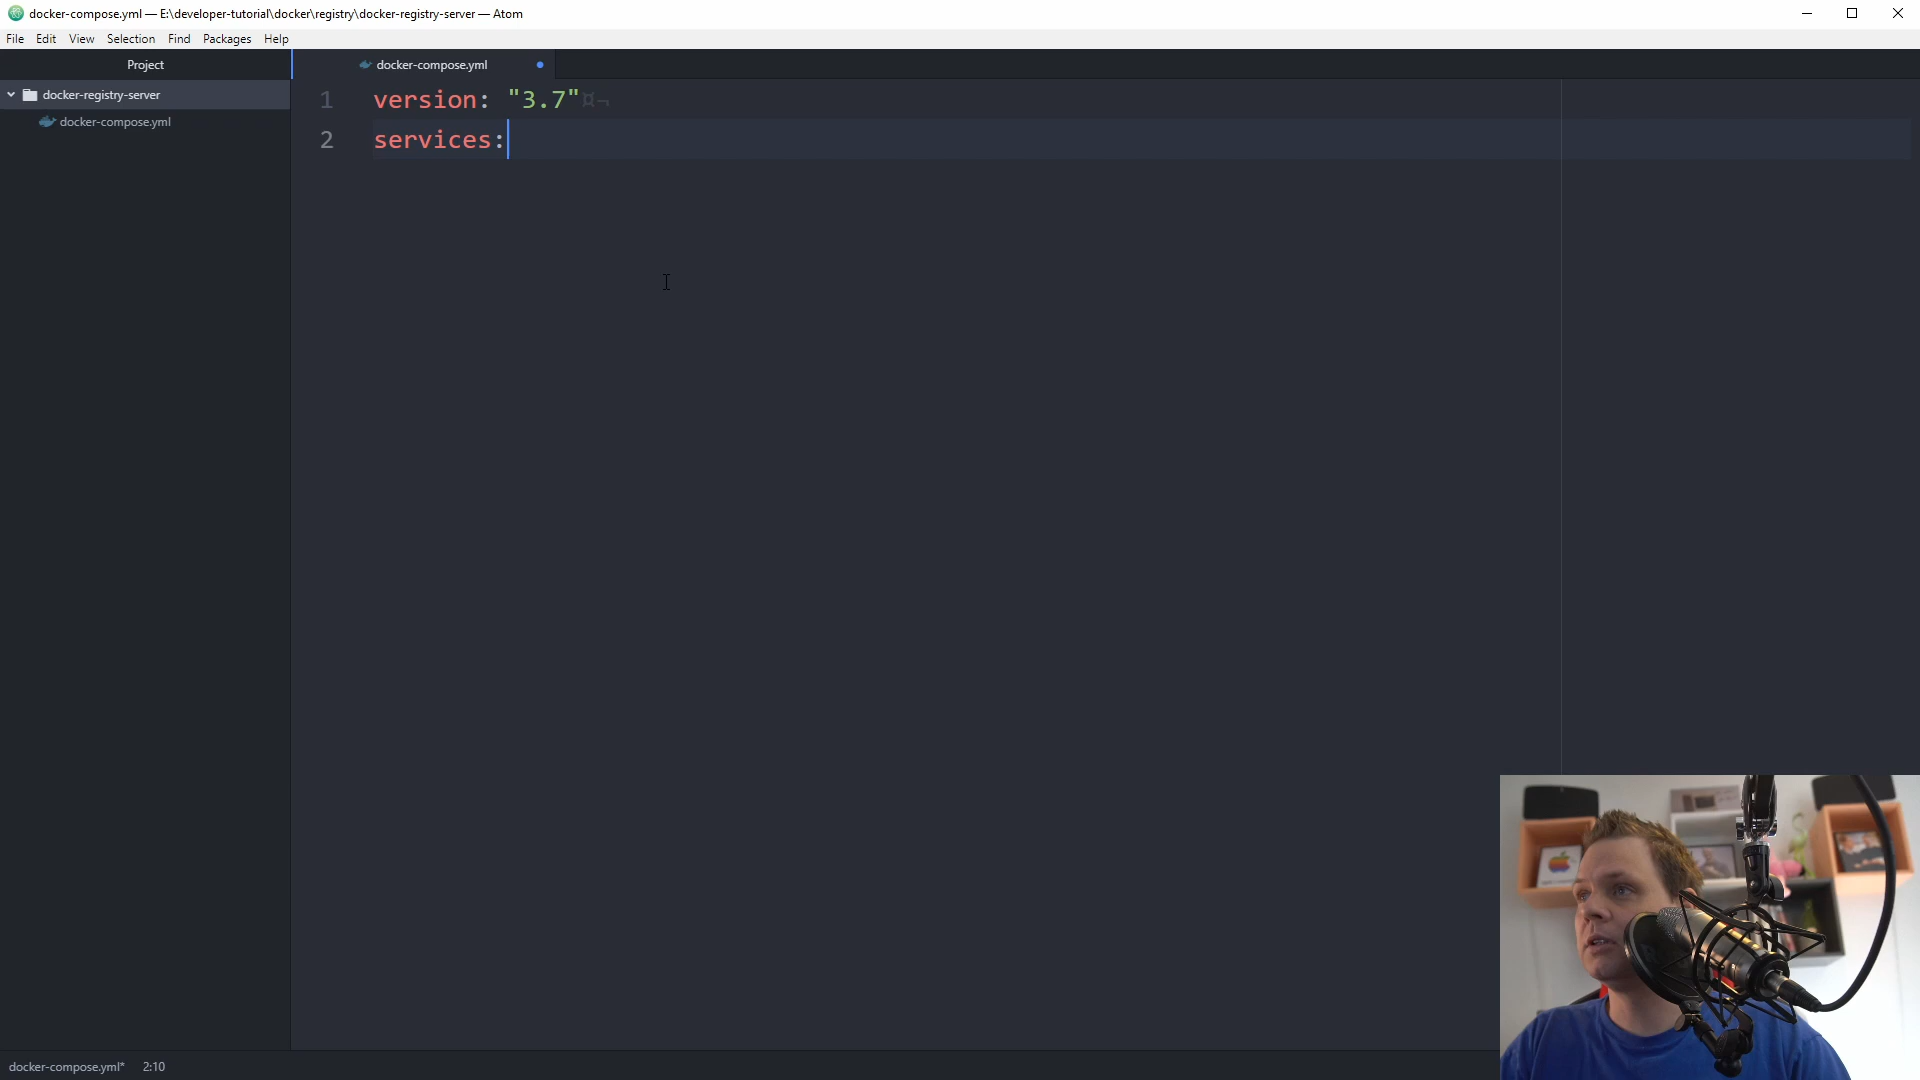 docker-compose.yml — E:\developer-tutorial\docker\registry\docker-registry-server — Atom
File Edit View Selection Find Packages Help
Project
docker-compose.yml
docker-registry-server
docker-compose.yml
1 version: "3.7"¤¬
2 services:
docker-compose.yml* 2:10